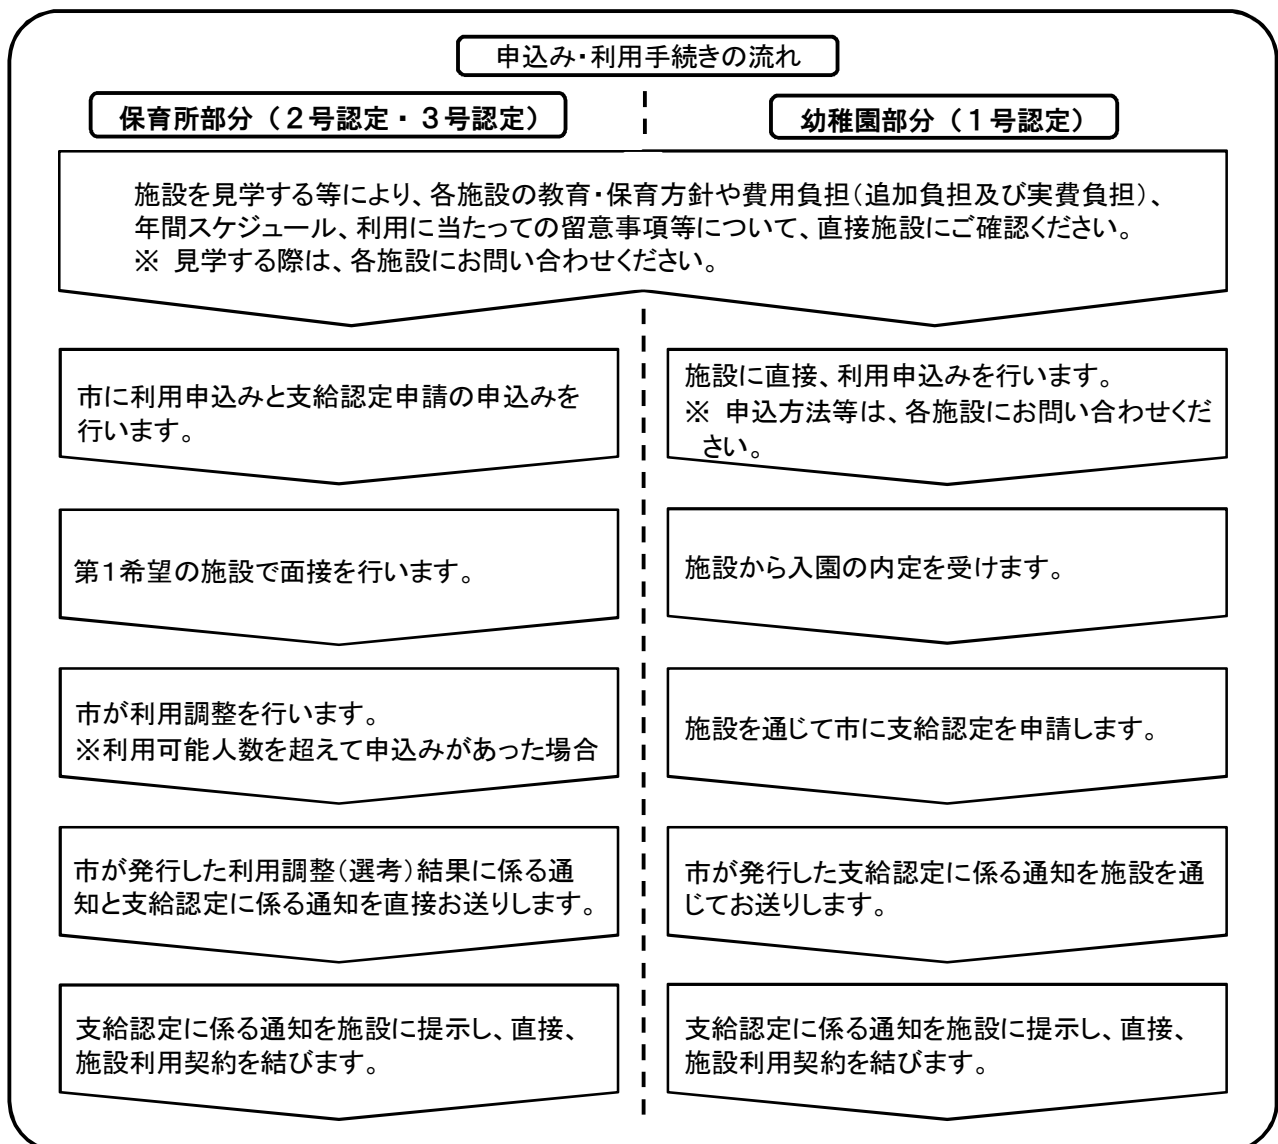 申込み・利用手続きの流れ
保育所部分（２号認定・３号認定）
幼稚園部分（１号認定）
施設を見学する等により、各施設の教育・保育方針や費用負担（追加負担及び実費負担）、
年間スケジュール、利用に当たっての留意事項等について、直接施設にご確認ください。
※ 見学する際は、各施設にお問い合わせください。
市に利用申込みと支給認定申請の申込みを
行います。
第１希望の施設で面接を行います。
市が利用調整を行います。
※利用可能人数を超えて申込みがあった場合
市が発行した利用調整（選考）結果に係る通
知と支給認定に係る通知を直接お送りします。
支給認定に係る通知を施設に提示し、直接、
施設利用契約を結びます。
施設に直接、利用申込みを行います。
※ 申込方法等は、各施設にお問い合わせくだ
さい。
施設から入園の内定を受けます。
施設を通じて市に支給認定を申請します。
市が発行した支給認定に係る通知を施設を通
じてお送りします。
支給認定に係る通知を施設に提示し、直接、
施設利用契約を結びます。